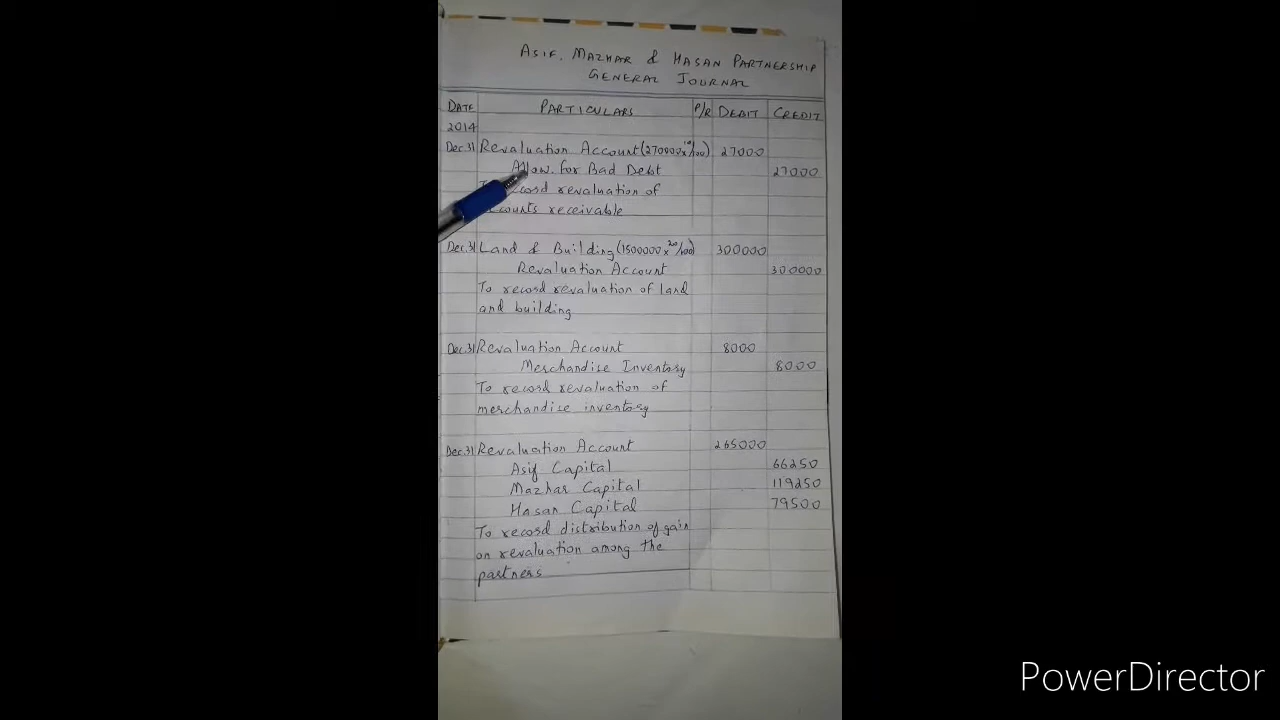 ASIF, MAZHAR & HASAN PARTNERSHIP
GENERAL JOURNAL
DATE PARTICULARS P/R DEBIT CREDIT
2014
Dec.31 Revaluation Account (270000x10/100) 27000
Allow. for Bad Debt 27000
record revaluation of
receivable
Dec.31 Land & Building (1500000x20/100) 300000
Revaluation Account 300000
To record revaluation of land
and building
Dec.31 Revaluation Account 8000
Merchandise Inventory 8000
To record revaluation of
merchandise inventory
Dec.31 Revaluation Account 265000
Asif Capital 66250
Mazhar Capital 119250
Hasan Capital 79500
To record distribution of gain
on revaluation among the
partners
PowerDirector